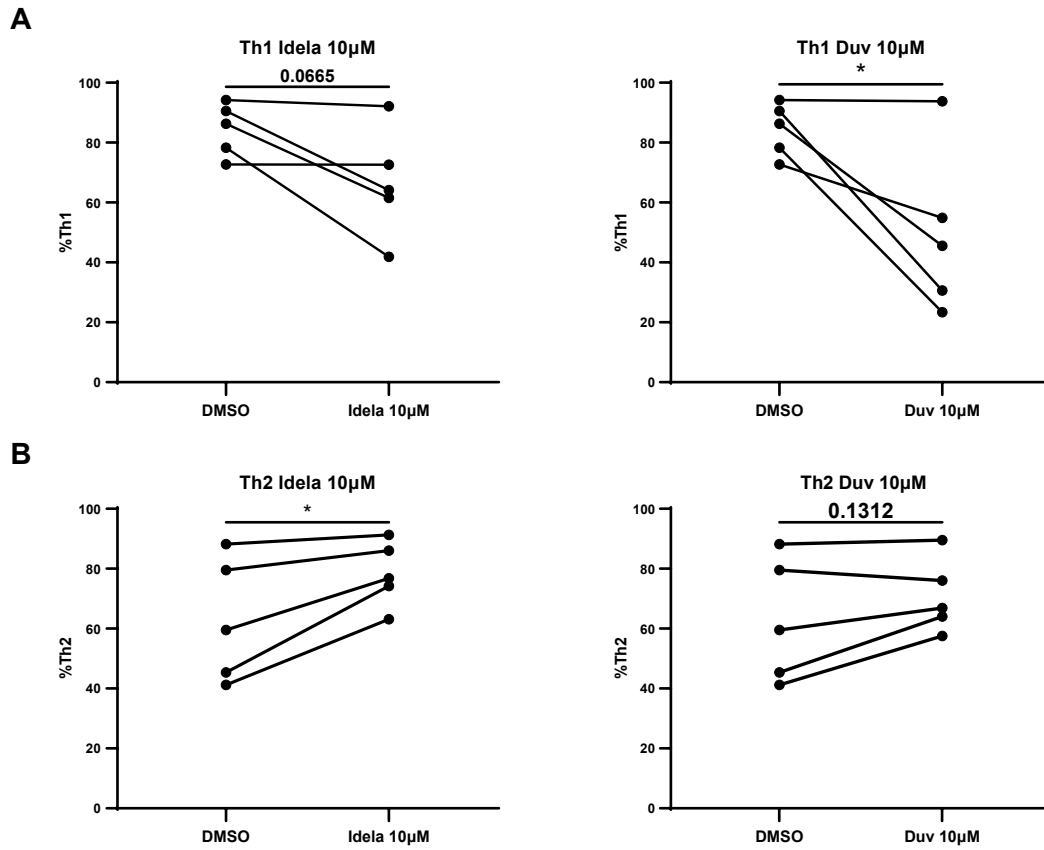 A
Th1 Idela 10µM
0.0665
100
80
60
40
20
0
%Th1
DMSO
Idela 10µM
Th1 Duv 10µM
*
100
80
60
40
20
0
%Th1
DMSO
Duv 10µM
B
Th2 Idela 10µM
*
100
80
60
40
20
0
%Th2
DMSO
Idela 10µM
Th2 Duv 10µM
0.1312
100
80
60
40
20
0
%Th2
DMSO
Duv 10µM